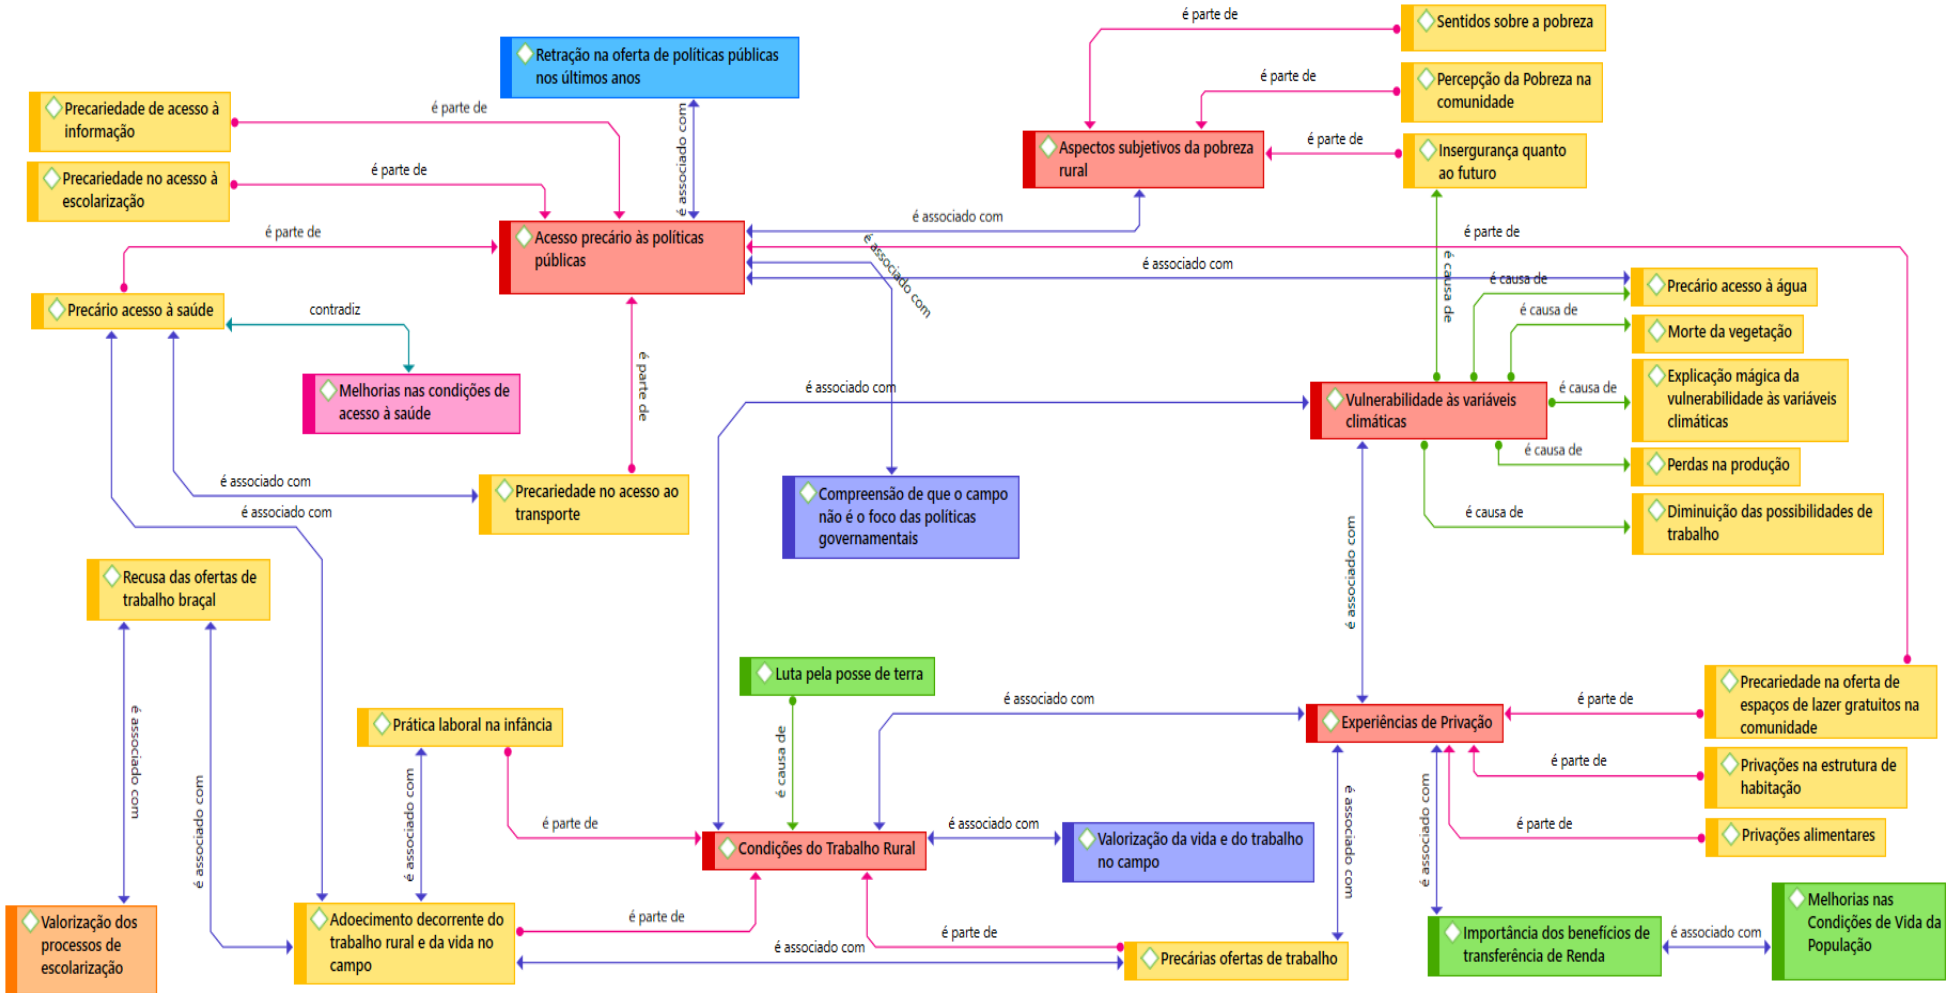 é parte de
Sentidos sobre a pobreza
Retração na oferta de políticas públicas
nos últimos anos
é parte de
Percepção da Pobreza na
comunidade
Precariedade de acesso à
informação
é parte de
é associado com
Aspectos subjetivos da pobreza
rural
é parte de
Insergurança quanto
ao futuro
Precariedade no acesso à
escolarização
é parte de
é associado com
é parte de
Acesso precário às políticas
públicas
é associado com
é parte de
é associado com
é causa de
é causa de
Precário acesso à água
Precário acesso à saúde
contradiz
é causa de
Morte da vegetação
Melhorias nas condições de
acesso à saúde
é parte de
é associado com
Vulnerabilidade às variáveis
climáticas
é causa de
Explicação mágica da
vulnerabilidade às variáveis
climáticas
é causa de
Perdas na produção
é associado com
Precariedade no acesso ao
transporte
Compreensão de que o campo
não é o foco das políticas
governamentais
é causa de
Diminuição das possibilidades de
trabalho
é associado com
é associado com
Recusa das ofertas de
trabalho braçal
Luta pela posse de terra
é associado com
é parte de
Precariedade na oferta de
espaços de lazer gratuitos na
comunidade
Prática laboral na infância
Experiências de Privação
é associado com
é causa de
é parte de
Privações na estrutura de
habitação
é associado com
é associado com
é parte de
Condições do Trabalho Rural
é associado com
Valorização da vida e do trabalho
no campo
é associado com
é associado com
é parte de
Privações alimentares
é associado com
Valorização dos
processos de
escolarização
Adoecimento decorrente do
trabalho rural e da vida no
campo
é parte de
é associado com
é parte de
Precárias ofertas de trabalho
Importância dos benefícios de
transferência de Renda
é associado com
Melhorias nas
Condições de Vida da
População